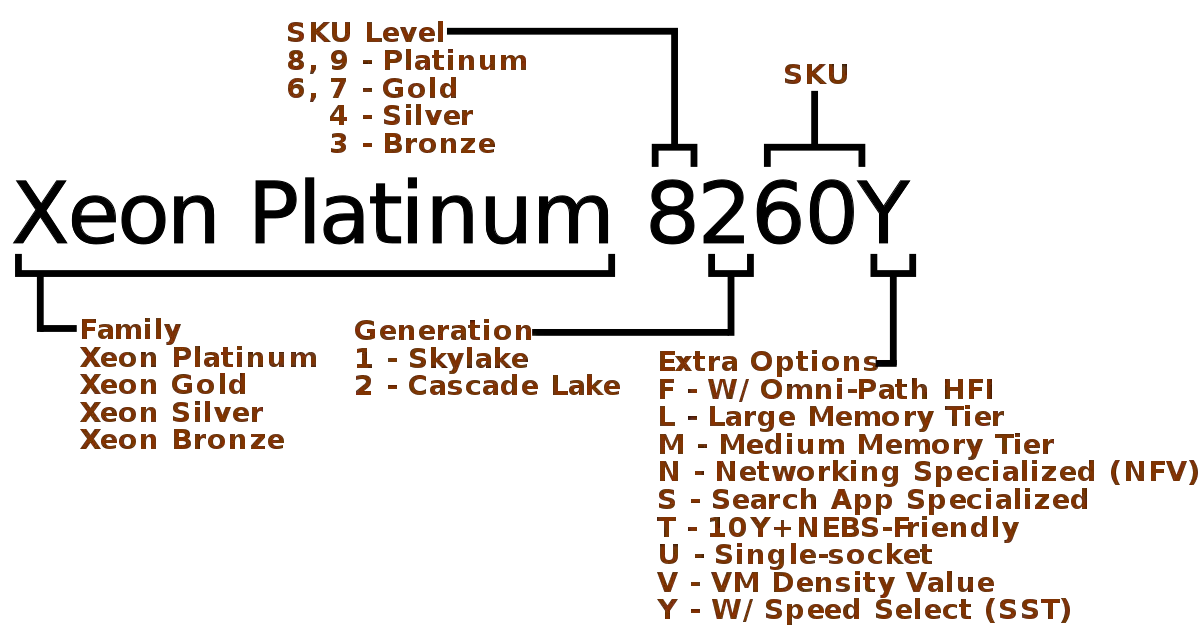 SKU Level
8, 9 - Platinum
6, 7 - Gold
4 - Silver
3 - Bronze
SKU
Xeon Platinum 8260Y
Family
Xeon Platinum
Xeon Gold
Xeon Silver
Xeon Bronze
Generation
1 - Skylake
2 - Cascade Lake
Extra Options
F - W/ Omni-Path HFI
L - Large Memory Tier
M - Medium Memory Tier
N - Networking Specialized (NFV)
S - Search App Specialized
T - 10Y+NEBS-Friendly
U - Single-socket
V - VM Density Value
Y - W/ Speed Select (SST)